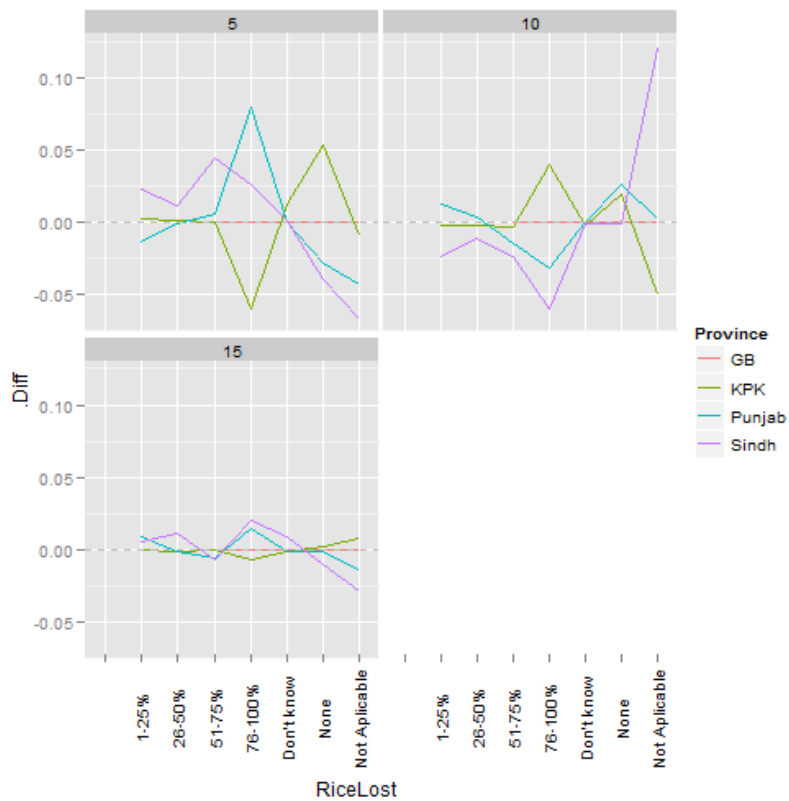 5
10
0.10
0.05
0.00
-0.05
15
0.10
0.05
0.00
-0.05
.Diff
Province
GB
KPK
Punjab
Sindh
1-25%
26-50%
51-75%
76-100%
Don't know
None
Not Aplicable
1-25%
26-50%
51-75%
76-100%
Don't know
None
Not Aplicable
RiceLost